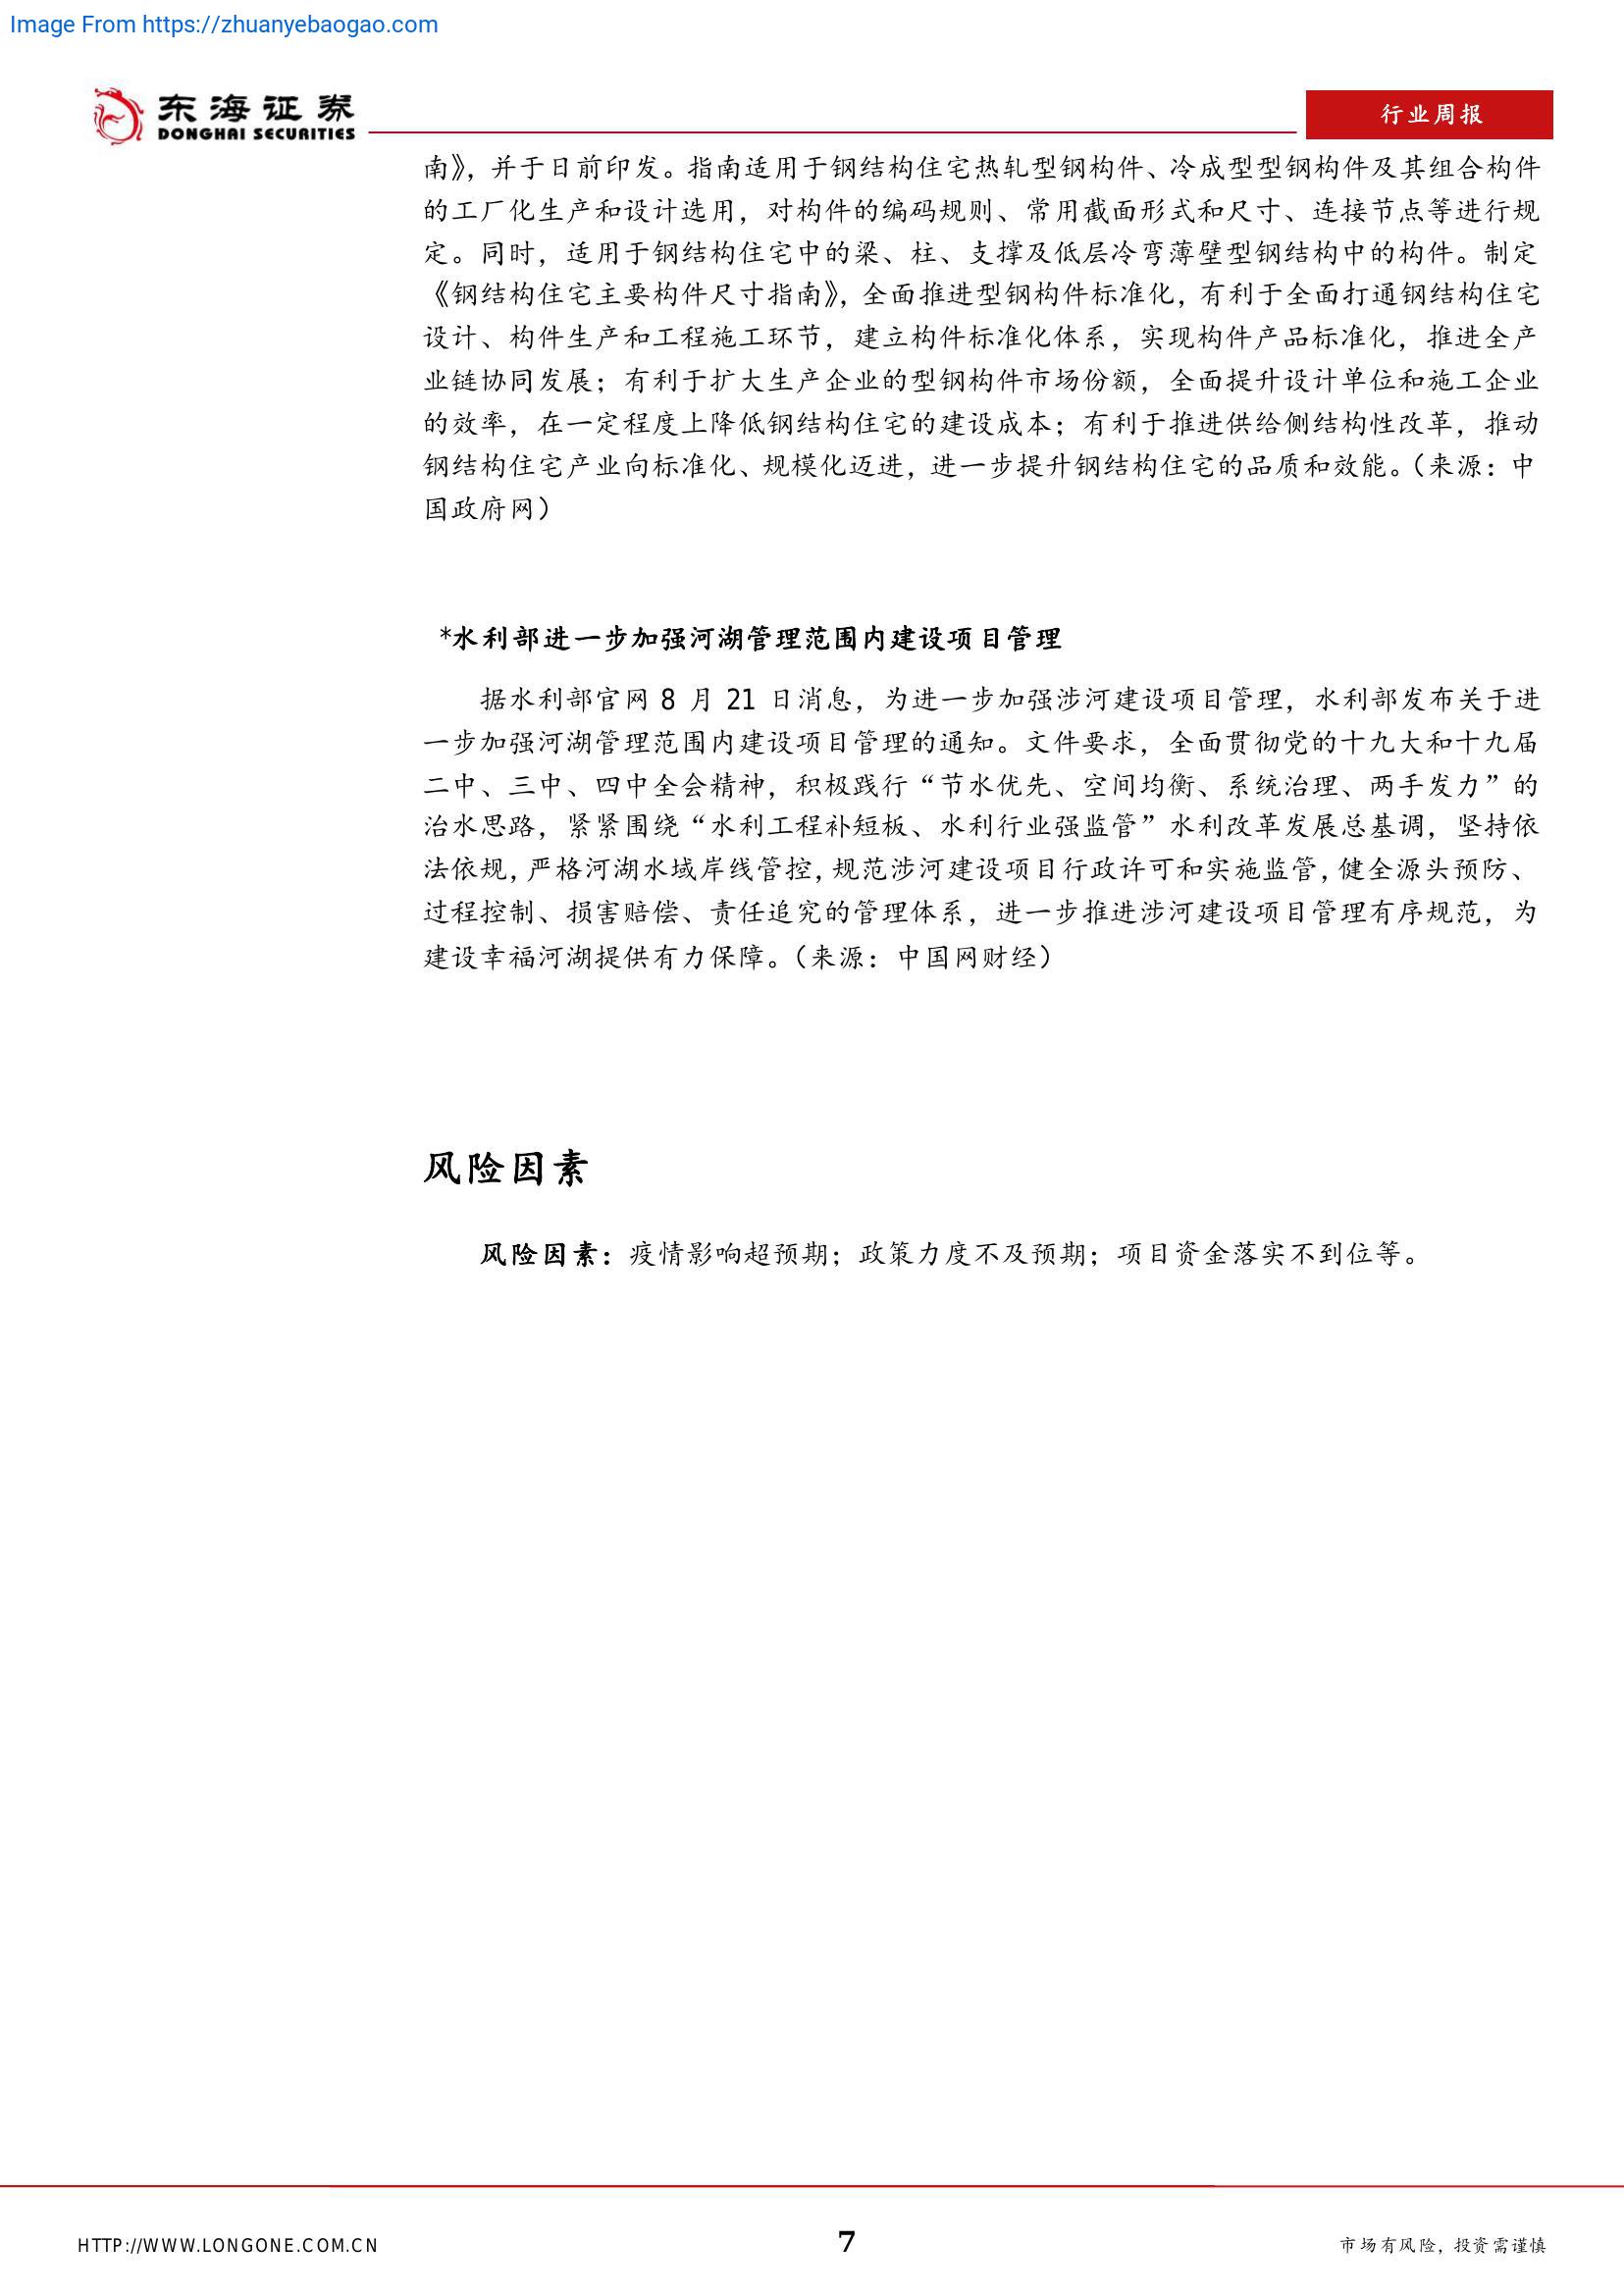 Image From https://zhuanyebaogao.com
东海证券
DONGHAI SECURITIES
行业周报
南》，并于日前印发。指南适用于钢结构住宅热轧型钢构件、冷成型型钢构件及其组合构件
的工厂化生产和设计选用，对构件的编码规则、常用截面形式和尺寸、连接节点等进行规
定。同时，适用于钢结构住宅中的梁、柱、支撑及低层冷弯薄壁型钢结构中的构件。制定
《钢结构住宅主要构件尺寸指南》，全面推进型钢构件标准化，有利于全面打通钢结构住宅
设计、构件生产和工程施工环节，建立构件标准化体系，实现构件产品标准化，推进全产
业链协同发展；有利于扩大生产企业的型钢构件市场份额，全面提升设计单位和施工企业
的效率，在一定程度上降低钢结构住宅的建设成本；有利于推进供给侧结构性改革，推动
钢结构住宅产业向标准化、规模化迈进，进一步提升钢结构住宅的品质和效能。（来源：中
国政府网）
*水利部进一步加强河湖管理范围内建设项目管理
据水利部官网 8 月 21 日消息，为进一步加强涉河建设项目管理，水利部发布关于进
一步加强河湖管理范围内建设项目管理的通知。文件要求，全面贯彻党的十九大和十九届
二中、三中、四中全会精神，积极践行“节水优先、空间均衡、系统治理、两手发力”的
治水思路，紧紧围绕“水利工程补短板、水利行业强监管”水利改革发展总基调，坚持依
法依规，严格河湖水域岸线管控，规范涉河建设项目行政许可和实施监管，健全源头预防、
过程控制、损害赔偿、责任追究的管理体系，进一步推进涉河建设项目管理有序规范，为
建设幸福河湖提供有力保障。（来源：中国网财经）
风险因素
风险因素：疫情影响超预期；政策力度不及预期；项目资金落实不到位等。
HTTP://WWW.LONGONE.COM.CN
7
市场有风险，投资需谨慎